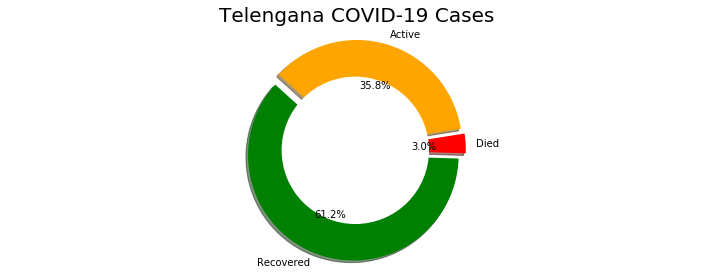 Telengana COVID-19 Cases
Active
35.8%
3.0%
Died
61.2%
Recovered